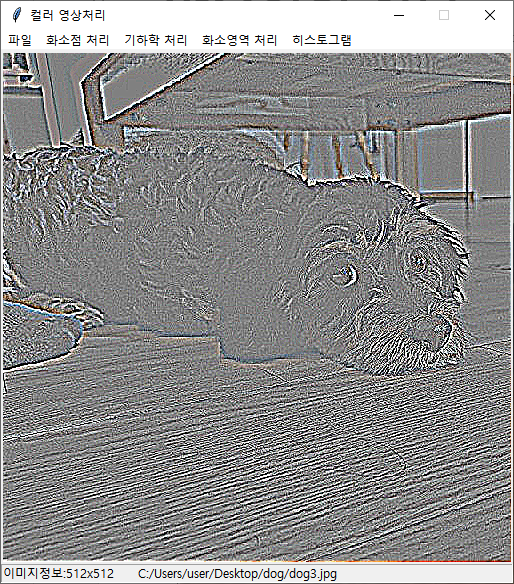 컬러 영상처리
파일 화소점 처리 기하학 처리 화소영역 처리 히스토그램
이미지정보:512x512 C:/Users/user/Desktop/dog/dog3.jpg